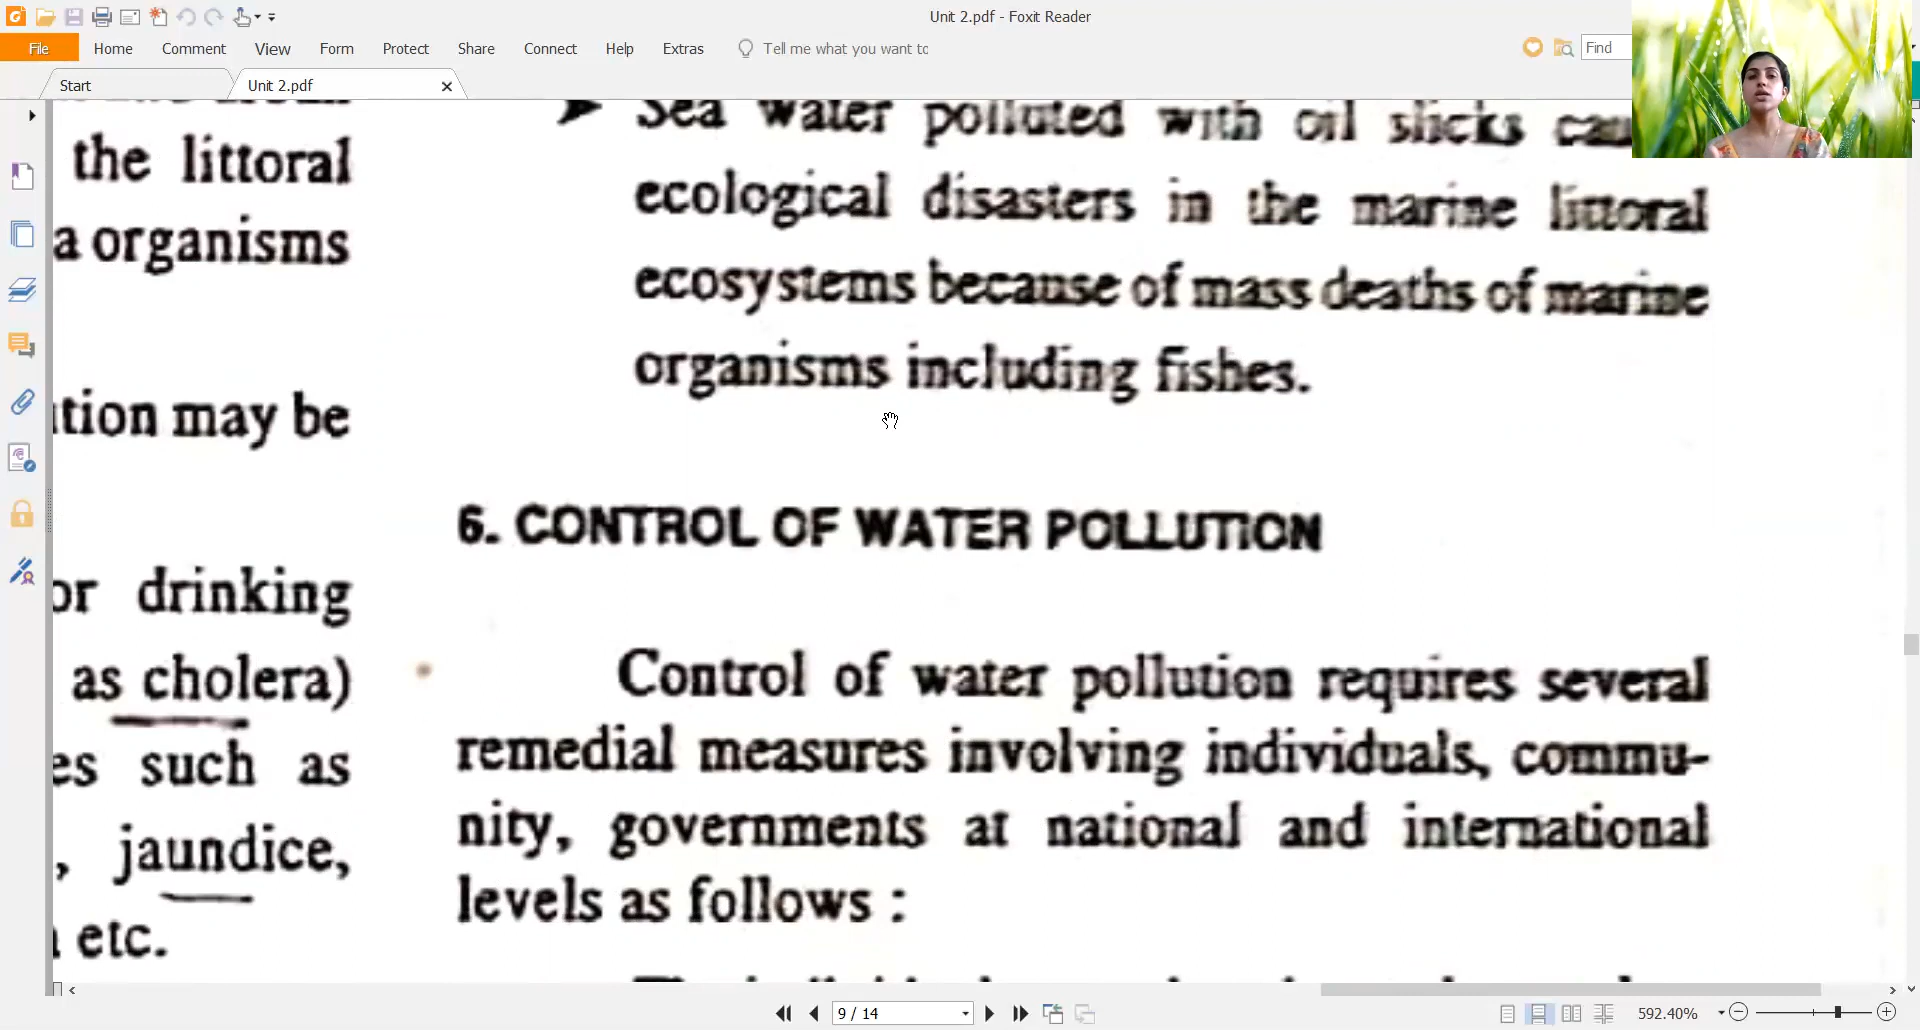 Unit 2.pdf - Foxit Reader
File Home Comment View Form Protect Share Connect Help Extras Tell me what you want to Find
Start Unit 2.pdf
the littoral
a organisms
tion may be
or drinking
as cholera)
es such as
, jaundice,
etc.
➤ Sea water polluted with oil slicks
ecological disasters in the marine littoral
ecosystems because of mass deaths of marine
organisms including fishes.
6. CONTROL OF WATER POLLUTION
Control of water pollution requires several
remedial measures involving individuals, commu-
nity, governments at national and international
levels as follows :
9 / 14
592.40%